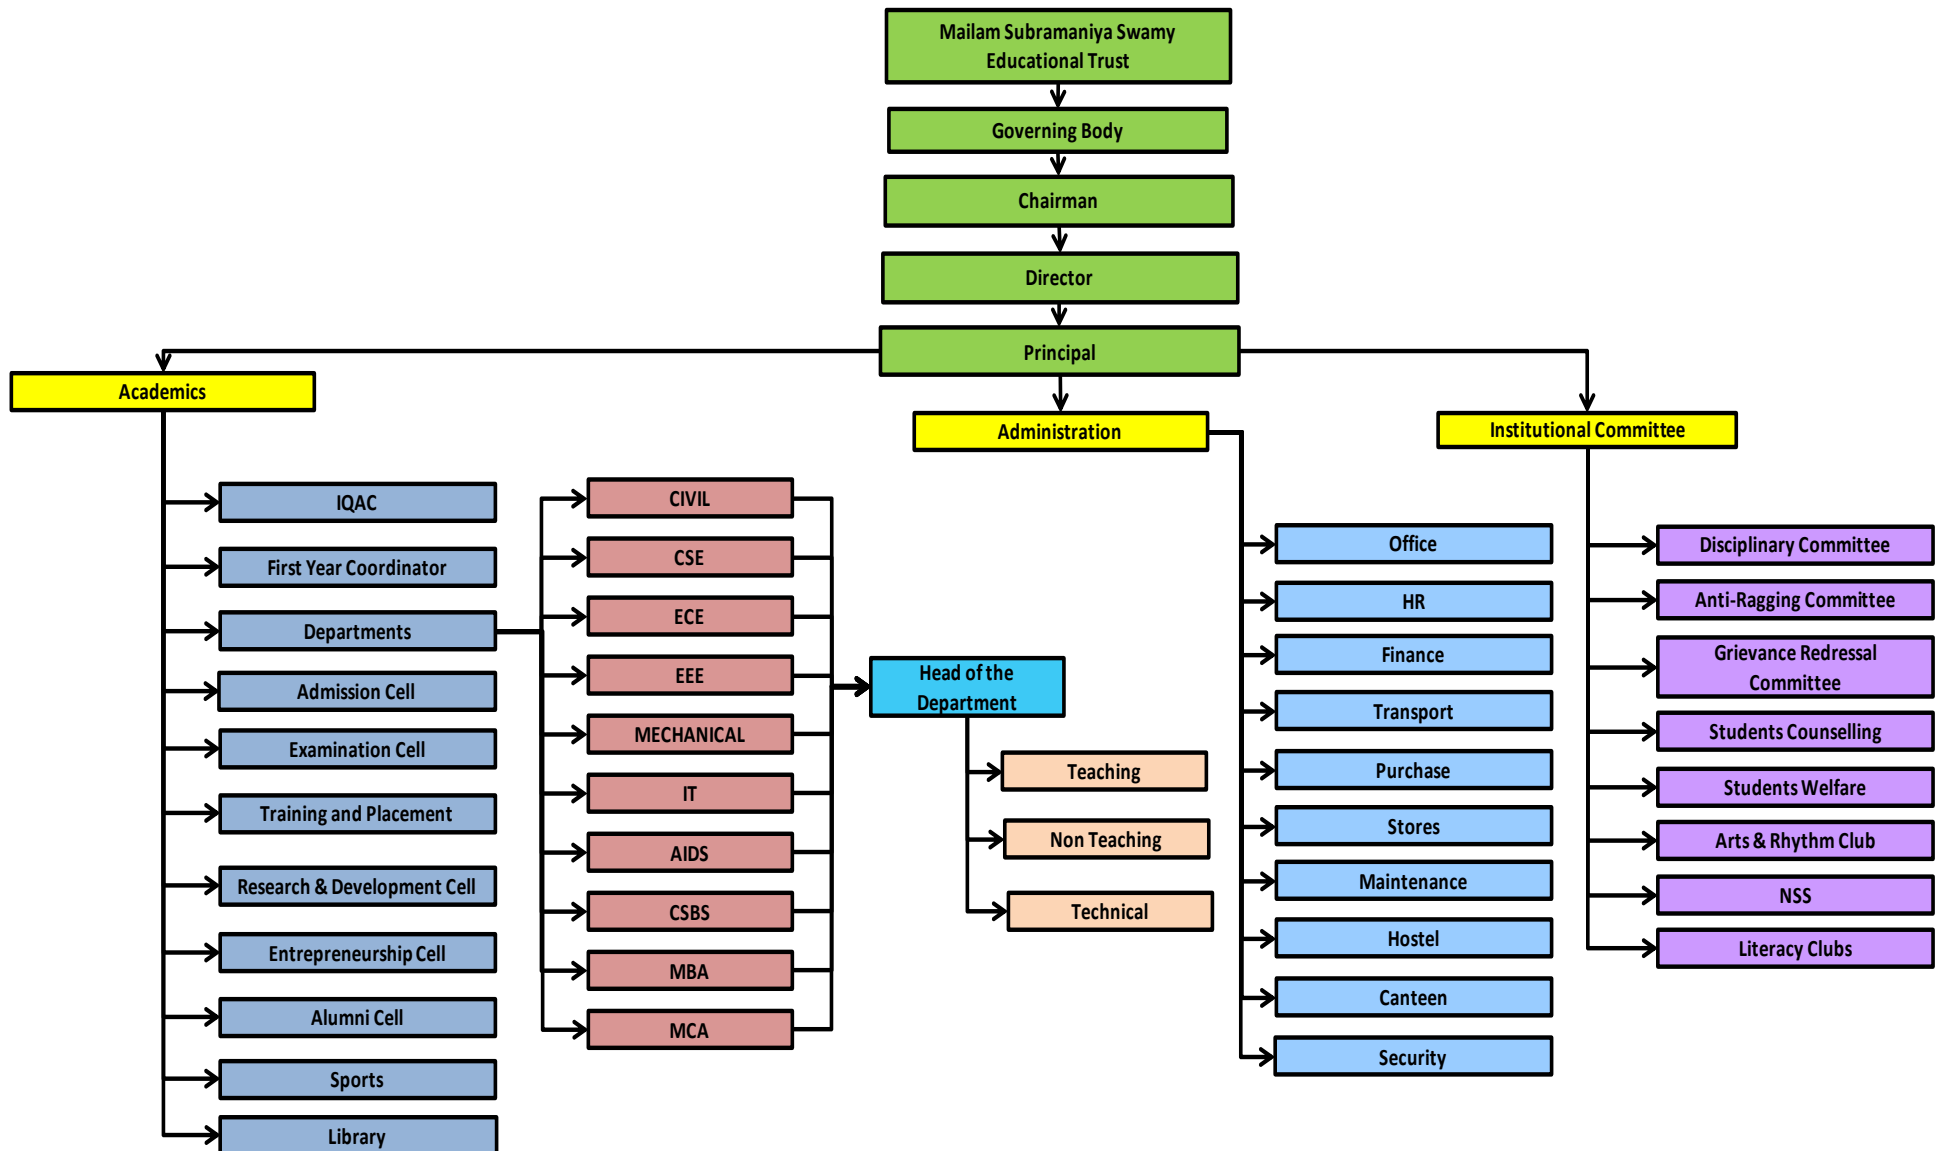 Mailam Subramaniya Swamy
Educational Trust
Governing Body
Chairman
Director
Principal
Academics
Administration
Institutional Committee
IQAC
First Year Coordinator
Departments
Admission Cell
Examination Cell
Training and Placement
Research & Development Cell
Entrepreneurship Cell
Alumni Cell
Sports
Library
CIVIL
CSE
ECE
EEE
MECHANICAL
IT
AIDS
CSBS
MBA
MCA
Head of the
Department
Teaching
Non Teaching
Technical
Office
HR
Finance
Transport
Purchase
Stores
Maintenance
Hostel
Canteen
Security
Disciplinary Committee
Anti-Ragging Committee
Grievance Redressal
Committee
Students Counselling
Students Welfare
Arts & Rhythm Club
NSS
Literacy Clubs